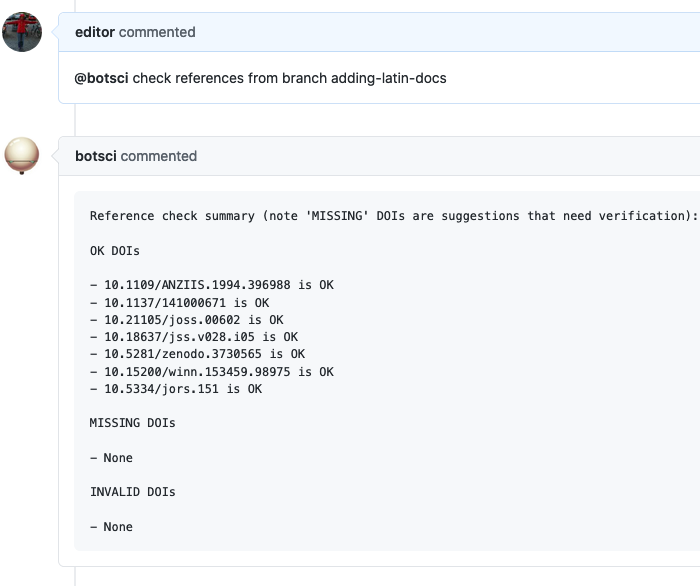 editor commented
@botsci check references from branch adding-latin-docs
botsci commented
Reference check summary (note 'MISSING' DOIs are suggestions that need verification):
OK DOIs
- 10.1109/ANZIIS.1994.396988 is OK
- 10.1137/141000671 is OK
- 10.21105/joss.00602 is OK
- 10.18637/jss.v028.i05 is OK
- 10.5281/zenodo.3730565 is OK
- 10.15200/winn.153459.98975 is OK
- 10.5334/jors.151 is OK
MISSING DOIs
- None
INVALID DOIs
- None